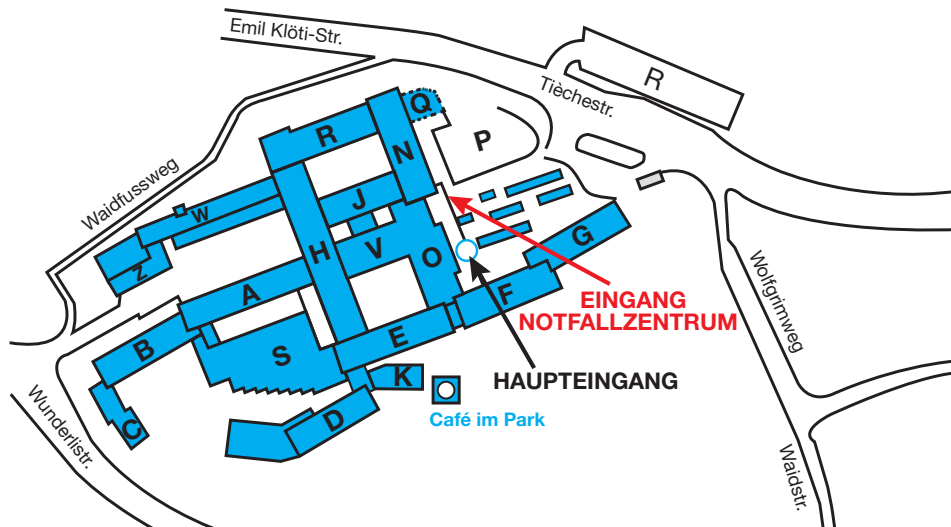 Emil Klöti-Str.
Tièchestr.
R
Q
R
N
P
Waidfussweg
W
J
H
V
O
G
Z
A
F
EINGANG
NOTFALLZENTRUM
Wolfgrimweg
B
S
E
K
HAUPTEINGANG
Café im Park
C
D
Wunderlistr.
Waidstr.